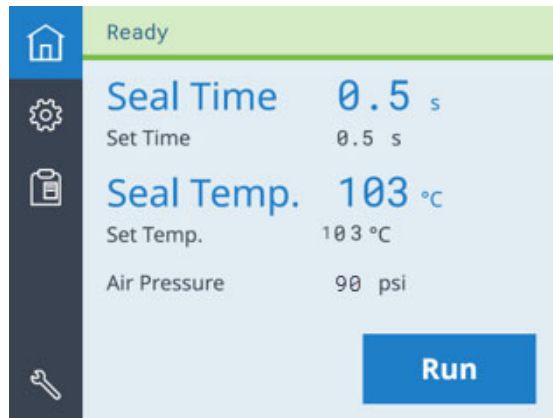 Ready
Seal Time 0.5 s
Set Time 0.5 s
Seal Temp. 103 °C
Set Temp. 103 °C
Air Pressure 90 psi
Run